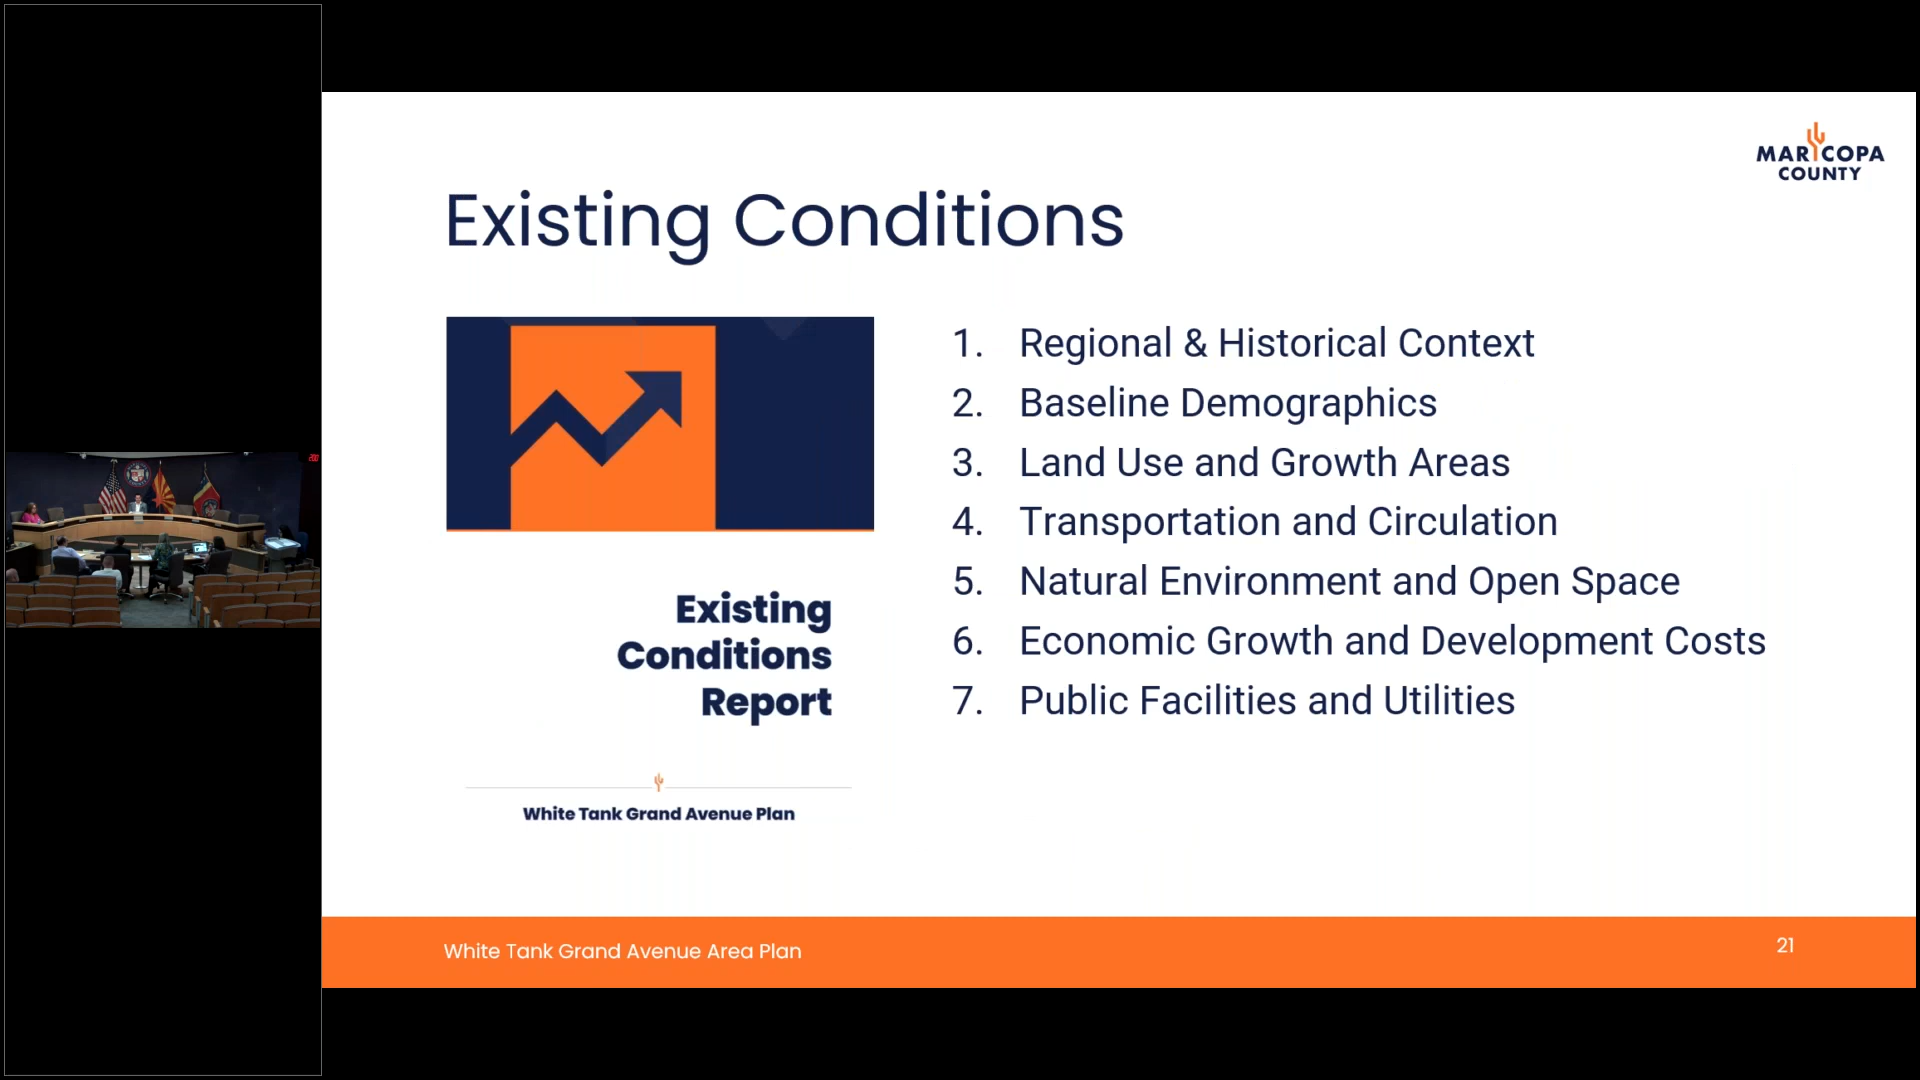 MARICOPA
COUNTY
Existing Conditions
Existing
Conditions
Report
White Tank Grand Avenue Plan
1. Regional & Historical Context
2. Baseline Demographics
3. Land Use and Growth Areas
4. Transportation and Circulation
5. Natural Environment and Open Space
6. Economic Growth and Development Costs
7. Public Facilities and Utilities
White Tank Grand Avenue Area Plan
21